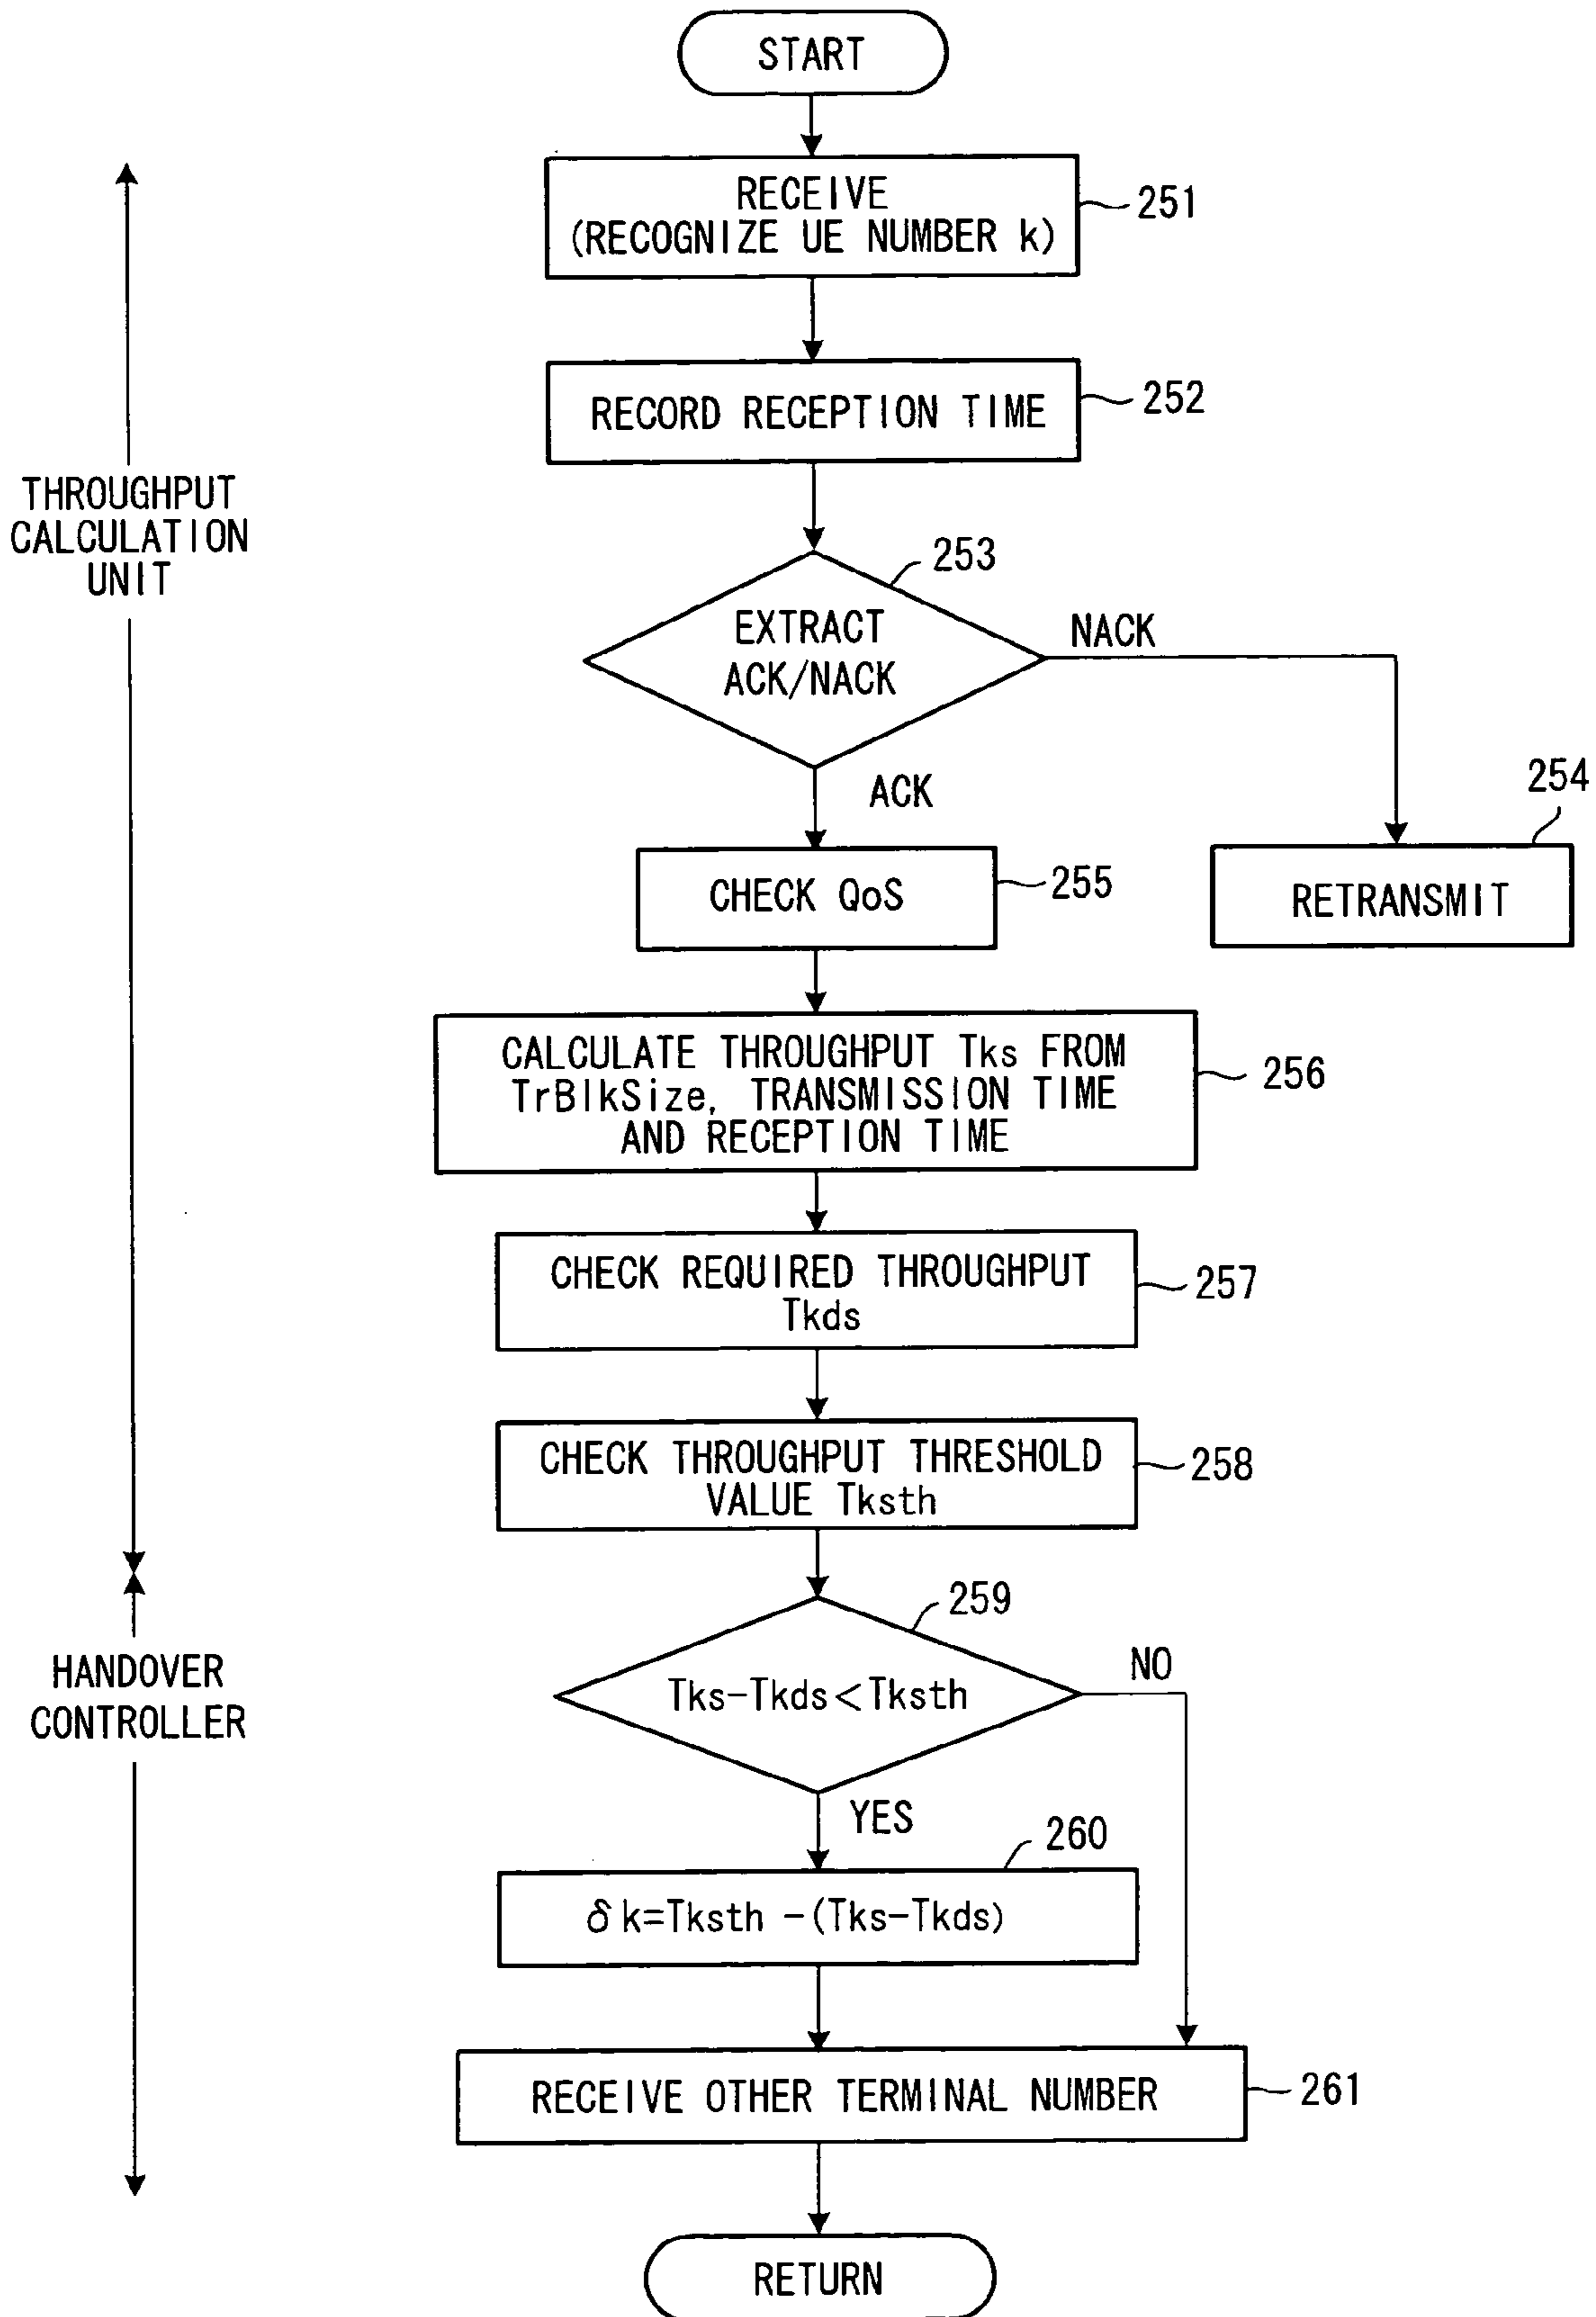 START
RECEIVE
(RECOGNIZE UE NUMBER k)
251
RECORD RECEPTION TIME
252
THROUGHPUT
CALCULATION
UNIT
253
EXTRACT
ACK/NACK
NACK
ACK
254
RETRANSMIT
CHECK QoS
255
CALCULATE THROUGHPUT Tks FROM
TrBlkSize, TRANSMISSION TIME
AND RECEPTION TIME
256
CHECK REQUIRED THROUGHPUT
Tkds
257
CHECK THROUGHPUT THRESHOLD
VALUE Tksth
258
259
HANDOVER
CONTROLLER
Tks-Tkds<Tksth
NO
YES
260
δk=Tksth -(Tks-Tkds)
RECEIVE OTHER TERMINAL NUMBER
261
RETURN